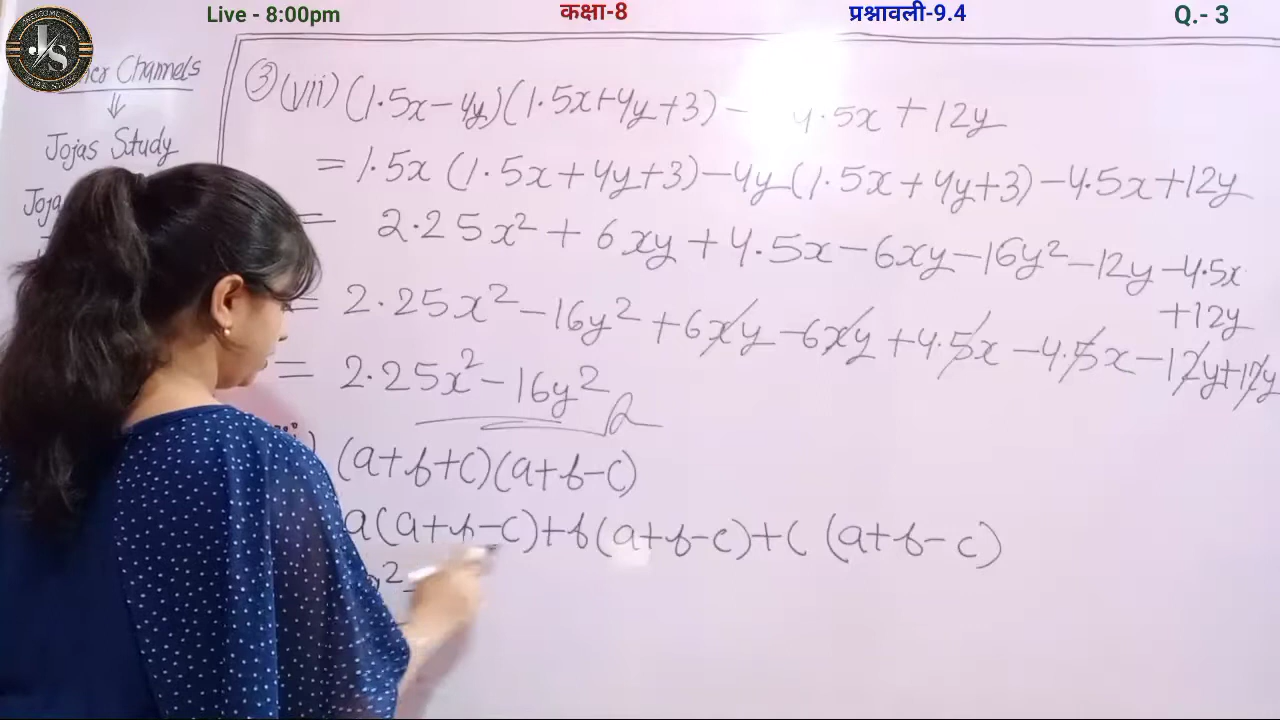 Live - 8:00pm
कक्षा-8
प्रश्नावली-9.4
Q.- 3
JS
Channels
⇓
Jojas Study
③(vii) (1.5x-4y)(1.5x+4y+3) - 4.5x + 12y
= 1.5x (1.5x+4y+3)-4y(1.5x+4y+3)-4.5x+12y
= 2.25x² + 6xy + 4.5x - 6xy - 16y² - 12y - 4.5x
+12y
= 2.25x² - 16y² + 6xy - 6xy + 4.5x - 4.5x - 12y+12y
= 2.25x² - 16y²
(a+b+c)(a+b-c)
a(a+b-c)+b(a+b-c)+c (a+b-c)